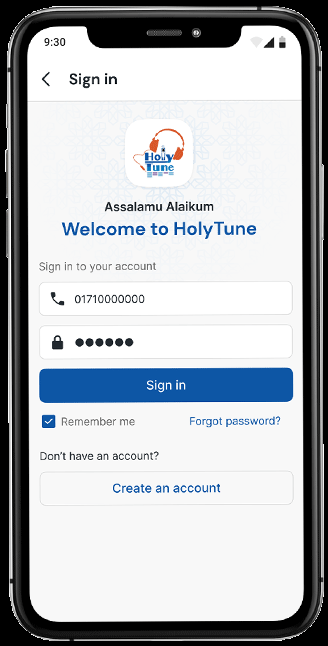 9:30
Sign in
Holy
Tune
Assalamu Alaikum
Welcome to HolyTune
Sign in to your account
01710000000
Sign in
Remember me
Forgot password?
Don't have an account?
Create an account